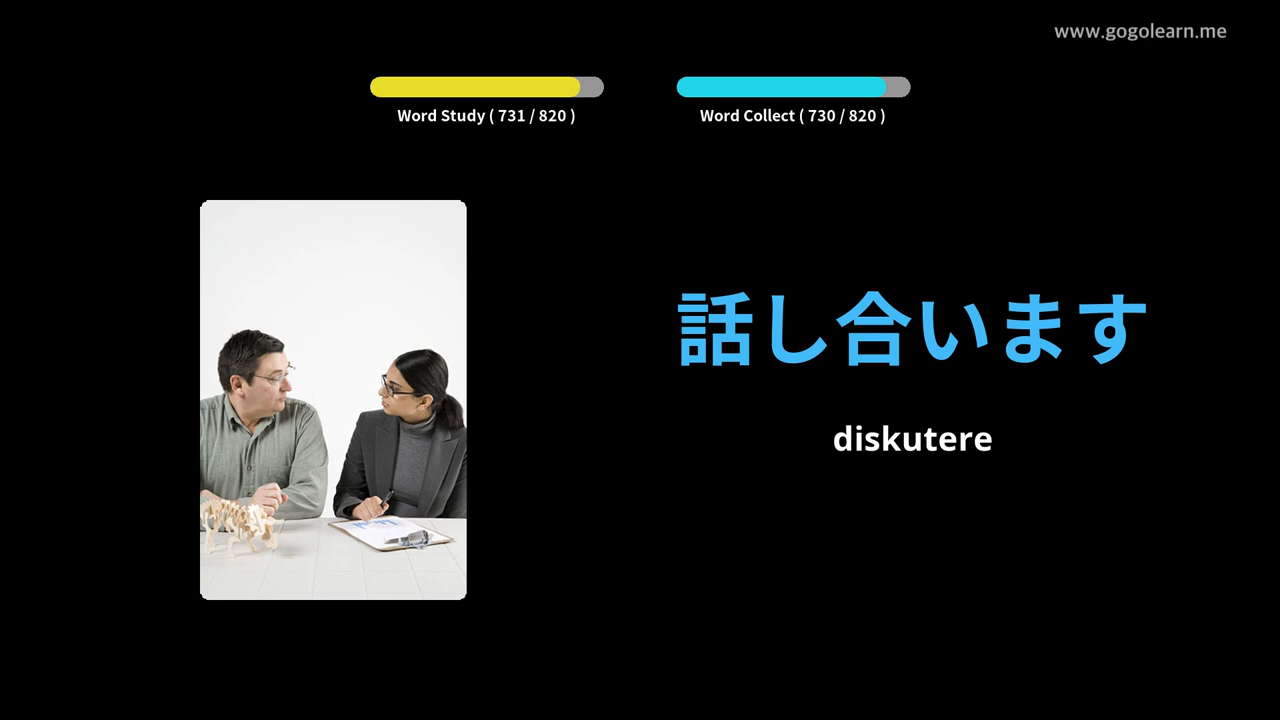 www.gogolearn.me
Word Study ( 731 / 820 )
Word Collect ( 730 / 820 )
話し合います
diskutere